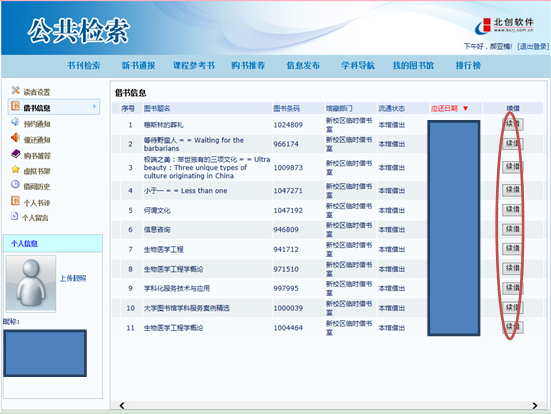 公共检索
北创软件
www.bcrj.com.cn
下午好, 郝亚楠! [退出登录]
书刊检索 新书通报 课程参考书 购书推荐 信息发布 学科导航 我的图书馆 排行榜
读者设置
借书信息
预约通知
催还通知
购书推荐
虚拟书架
借阅历史
个人书评
个人留言
个人信息
上传靓照
昵称:
借书信息
序号 图书题名 图书条码 馆藏部门 流通状态 应还日期 ▼ 续借
1 穆斯林的葬礼 1024809 新校区临时借书室 本馆借出 续借
2 等待野蛮人 = = Waiting for the barbarians 966174 新校区临时借书室 本馆借出 续借
3 极端之美 : 举世独有的三项文化 = = Ultra beauty : Three unique types of culture originating in China 1009873 新校区临时借书室 本馆借出 续借
4 小于一 = = Less than one 1047271 新校区临时借书室 本馆借出 续借
5 何谓文化 1047192 新校区临时借书室 本馆借出 续借
6 信息咨询 946809 新校区临时借书室 本馆借出 续借
7 生物医学工程 941712 新校区临时借书室 本馆借出 续借
8 生物医学工程学概论 971510 新校区临时借书室 本馆借出 续借
9 学科化服务技术与应用 997995 新校区临时借书室 本馆借出 续借
10 大学图书馆学科服务案例精选 1000039 新校区临时借书室 本馆借出 续借
11 生物医学工程学概论 1004464 新校区临时借书室 本馆借出 续借